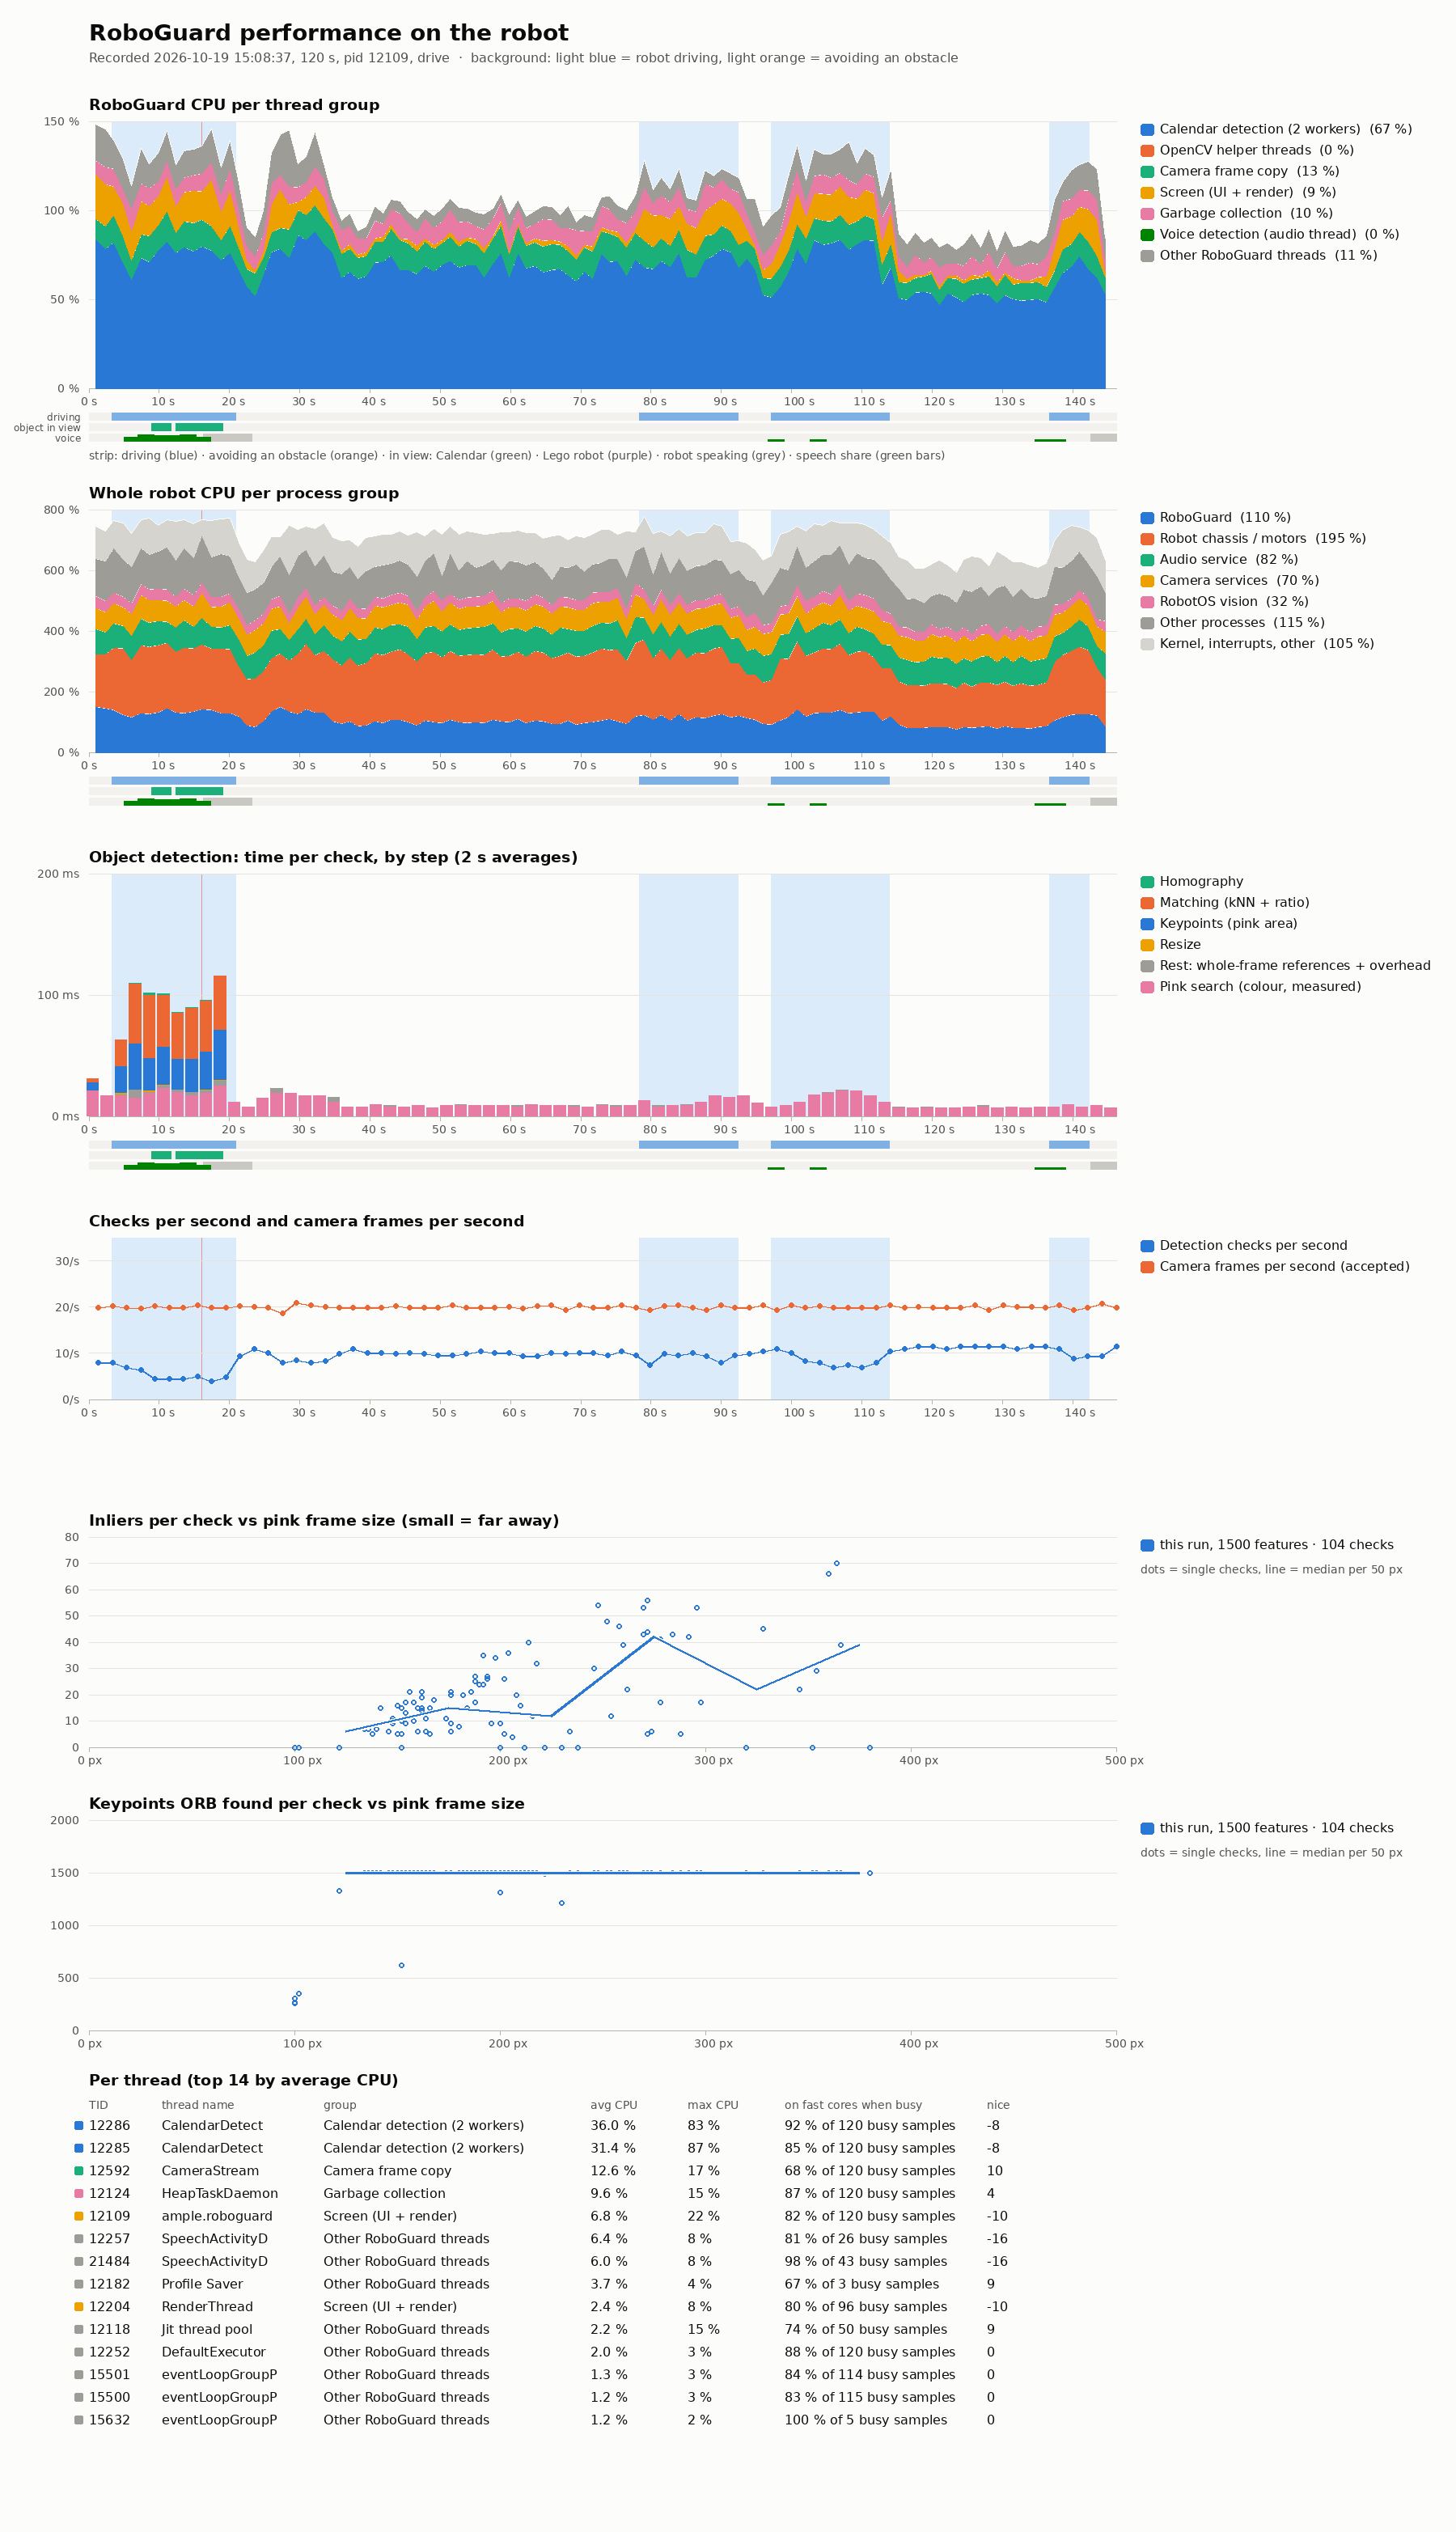 RoboGuard performance on the robot
Recorded 2026-10-19 15:08:37, 120 s, pid 12109, drive · background: light blue = robot driving, light orange = avoiding an obstacle
RoboGuard CPU per thread group
150 %
100 %
50 %
0 %
0 s 10 s 20 s 30 s 40 s 50 s 60 s 70 s 80 s 90 s 100 s 110 s 120 s 130 s 140 s
Calendar detection (2 workers) (67 %)
OpenCV helper threads (0 %)
Camera frame copy (13 %)
Screen (UI + render) (9 %)
Garbage collection (10 %)
Voice detection (audio thread) (0 %)
Other RoboGuard threads (11 %)
driving
object in view
voice
strip: driving (blue) · avoiding an obstacle (orange) · in view: Calendar (green) · Lego robot (purple) · robot speaking (grey) · speech share (green bars)
Whole robot CPU per process group
800 %
600 %
400 %
200 %
0 %
0 s 10 s 20 s 30 s 40 s 50 s 60 s 70 s 80 s 90 s 100 s 110 s 120 s 130 s 140 s
RoboGuard (110 %)
Robot chassis / motors (195 %)
Audio service (82 %)
Camera services (70 %)
RobotOS vision (32 %)
Other processes (115 %)
Kernel, interrupts, other (105 %)
Object detection: time per check, by step (2 s averages)
200 ms
100 ms
0 ms
0 s 10 s 20 s 30 s 40 s 50 s 60 s 70 s 80 s 90 s 100 s 110 s 120 s 130 s 140 s
Homography
Matching (kNN + ratio)
Keypoints (pink area)
Resize
Rest: whole-frame references + overhead
Pink search (colour, measured)
Checks per second and camera frames per second
30/s
20/s
10/s
0/s
0 s 10 s 20 s 30 s 40 s 50 s 60 s 70 s 80 s 90 s 100 s 110 s 120 s 130 s 140 s
Detection checks per second
Camera frames per second (accepted)
Inliers per check vs pink frame size (small = far away)
80
70
60
50
40
30
20
10
0
0 px 100 px 200 px 300 px 400 px 500 px
this run, 1500 features · 104 checks
dots = single checks, line = median per 50 px
Keypoints ORB found per check vs pink frame size
2000
1500
1000
500
0
0 px 100 px 200 px 300 px 400 px 500 px
this run, 1500 features · 104 checks
dots = single checks, line = median per 50 px
Per thread (top 14 by average CPU)
TID thread name group avg CPU max CPU on fast cores when busy nice
12286 CalendarDetect Calendar detection (2 workers) 36.0 % 83 % 92 % of 120 busy samples -8
12285 CalendarDetect Calendar detection (2 workers) 31.4 % 87 % 85 % of 120 busy samples -8
12592 CameraStream Camera frame copy 12.6 % 17 % 68 % of 120 busy samples 10
12124 HeapTaskDaemon Garbage collection 9.6 % 15 % 87 % of 120 busy samples 4
12109 ample.roboguard Screen (UI + render) 6.8 % 22 % 82 % of 120 busy samples -10
12257 SpeechActivityD Other RoboGuard threads 6.4 % 8 % 81 % of 26 busy samples -16
21484 SpeechActivityD Other RoboGuard threads 6.0 % 8 % 98 % of 43 busy samples -16
12182 Profile Saver Other RoboGuard threads 3.7 % 4 % 67 % of 3 busy samples 9
12204 RenderThread Screen (UI + render) 2.4 % 8 % 80 % of 96 busy samples -10
12118 Jit thread pool Other RoboGuard threads 2.2 % 15 % 74 % of 50 busy samples 9
12252 DefaultExecutor Other RoboGuard threads 2.0 % 3 % 88 % of 120 busy samples 0
15501 eventLoopGroupP Other RoboGuard threads 1.3 % 3 % 84 % of 114 busy samples 0
15500 eventLoopGroupP Other RoboGuard threads 1.2 % 3 % 83 % of 115 busy samples 0
15632 eventLoopGroupP Other RoboGuard threads 1.2 % 2 % 100 % of 5 busy samples 0